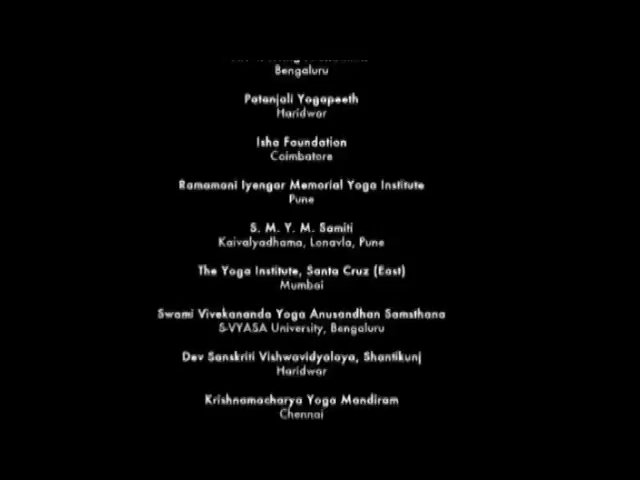 Bengaluru
Patanjali Yogapeeth
Haridwar
Isha Foundation
Coimbatore
Ramamani Iyengar Memorial Yoga Institute
Pune
S. M. Y. M. Samiti
Kaivalyadhama, Lonavla, Pune
The Yoga Institute, Santa Cruz (East)
Mumbai
Swami Vivekananda Yoga Anusandhan Samsthana
S-VYASA University, Bengaluru
Dev Sanskriti Vishwavidyalaya, Shantikunj
Haridwar
Krishnamacharya Yoga Mandiram
Chennai